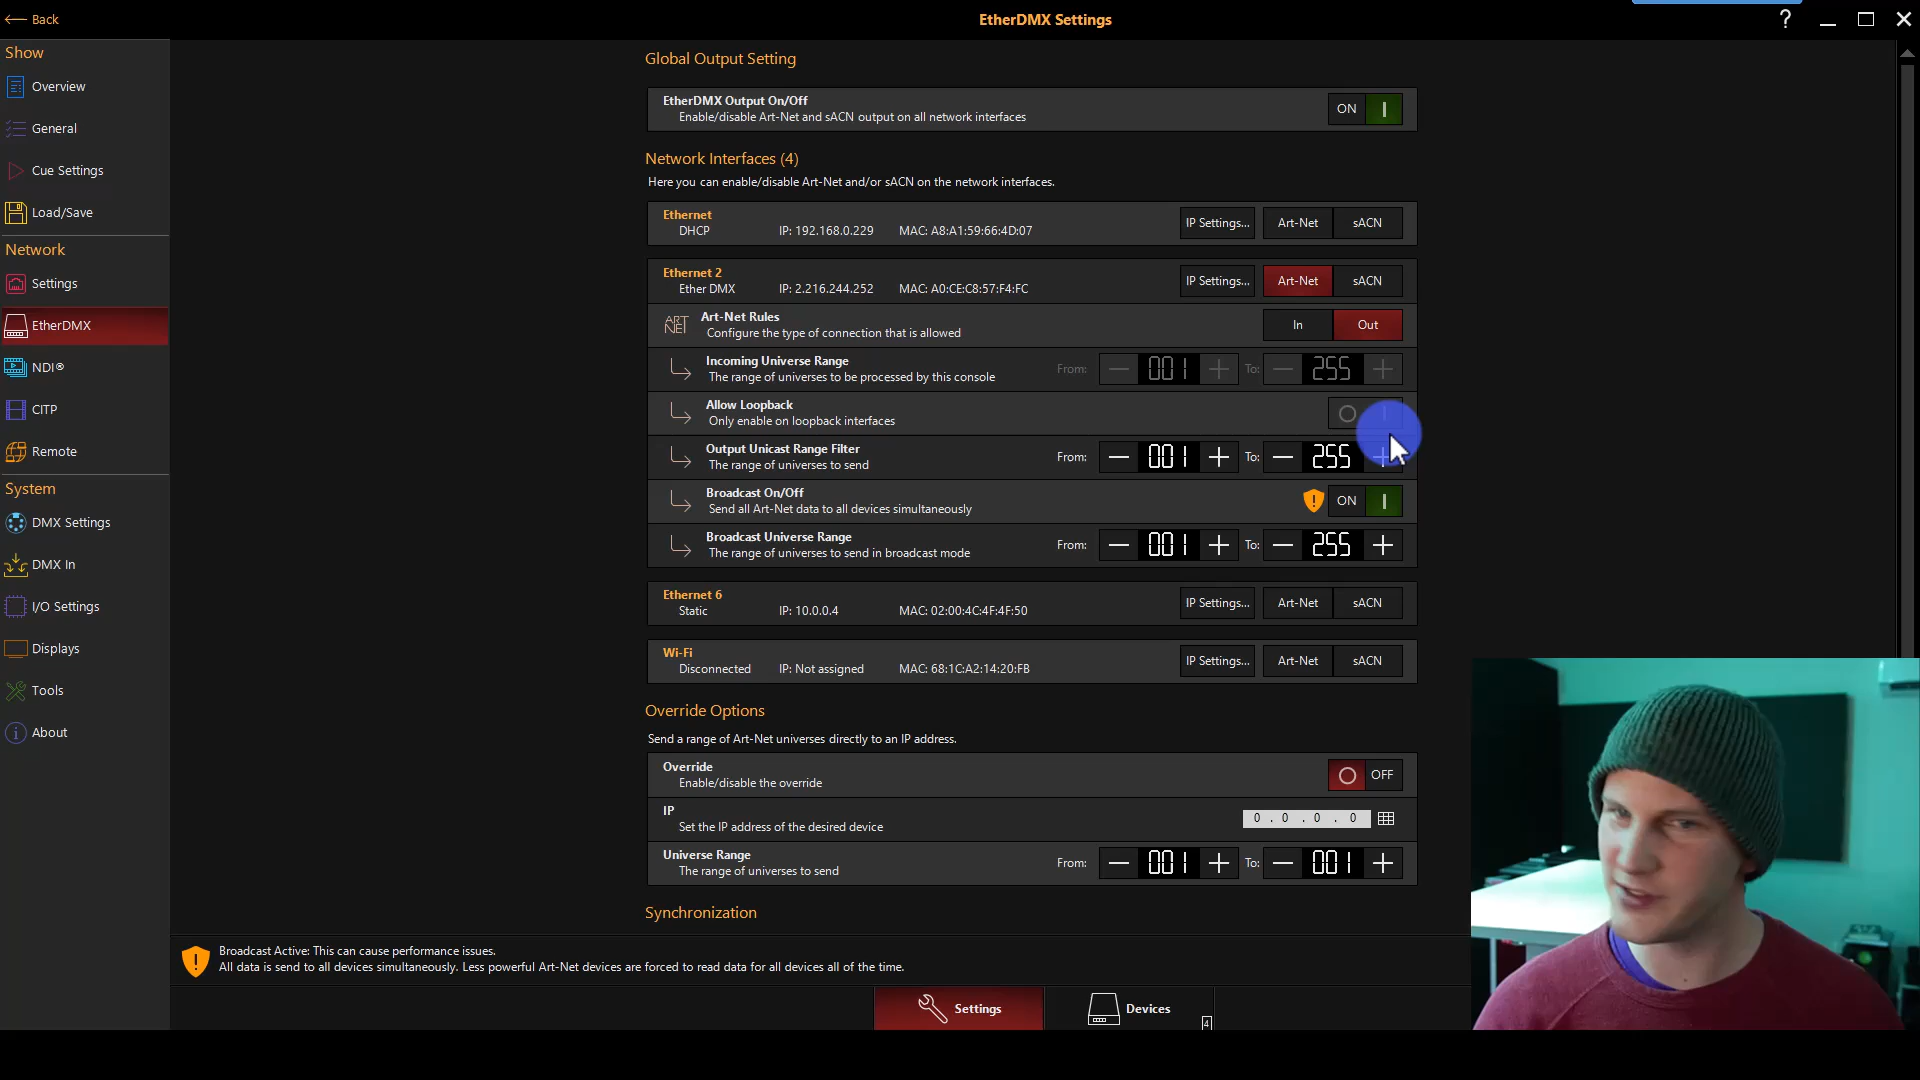 Back
EtherDMX Settings
?
Show
Overview
General
Cue Settings
Load/Save
Network
Settings
EtherDMX
NDI®
CITP
Remote
System
DMX Settings
DMX In
I/O Settings
Displays
Tools
About
Global Output Setting
EtherDMX Output On/Off
Enable/disable Art-Net and sACN output on all network interfaces
ON
Network Interfaces (4)
Here you can enable/disable Art-Net and/or sACN on the network interfaces.
Ethernet
DHCP IP: 192.168.0.229 MAC: A8:A1:59:66:4D:07
IP Settings... Art-Net sACN
Ethernet 2
Ether DMX IP: 2.216.244.252 MAC: A0:CE:C8:57:F4:FC
IP Settings... Art-Net sACN
ART NET
Art-Net Rules
Configure the type of connection that is allowed
In Out
Incoming Universe Range
The range of universes to be processed by this console
From: 001 To: 255
Allow Loopback
Only enable on loopback interfaces
Output Unicast Range Filter
The range of universes to send
From: 001 To: 255
Broadcast On/Off
Send all Art-Net data to all devices simultaneously
ON
Broadcast Universe Range
The range of universes to send in broadcast mode
From: 001 To: 255
Ethernet 6
Static IP: 10.0.0.4 MAC: 02:00:4C:4F:4F:50
IP Settings... Art-Net sACN
Wi-Fi
Disconnected IP: Not assigned MAC: 68:1C:A2:14:20:FB
IP Settings... Art-Net sACN
Override Options
Send a range of Art-Net universes directly to an IP address.
Override
Enable/disable the override
OFF
IP
Set the IP address of the desired device
0 . 0 . 0 . 0
Universe Range
The range of universes to send
From: 001 To: 001
Synchronization
Broadcast Active: This can cause performance issues.
All data is send to all devices simultaneously. Less powerful Art-Net devices are forced to read data for all devices all of the time.
Settings
Devices
4